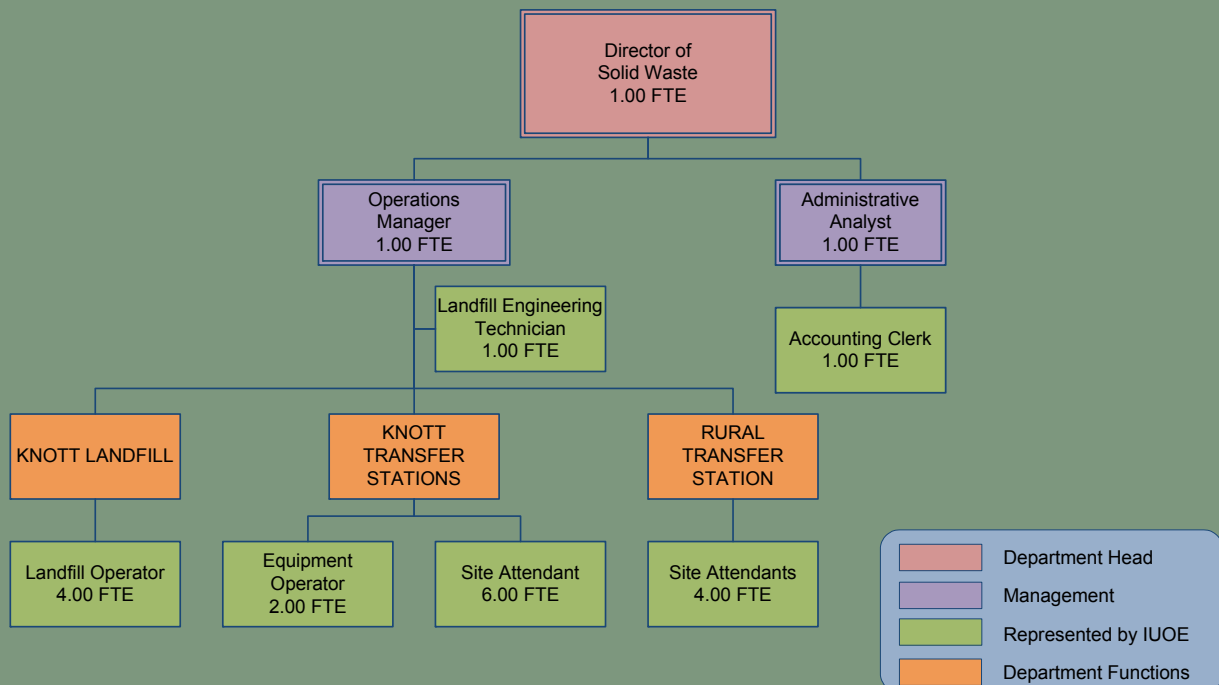 Director of
Solid Waste
1.00 FTE
Operations
Manager
1.00 FTE
Administrative
Analyst
1.00 FTE
Landfill Engineering
Technician
1.00 FTE
Accounting Clerk
1.00 FTE
KNOTT LANDFILL
KNOTT
TRANSFER
STATIONS
RURAL
TRANSFER
STATION
Landfill Operator
4.00 FTE
Equipment
Operator
2.00 FTE
Site Attendant
6.00 FTE
Site Attendants
4.00 FTE
Department Head
Management
Represented by IUOE
Department Functions